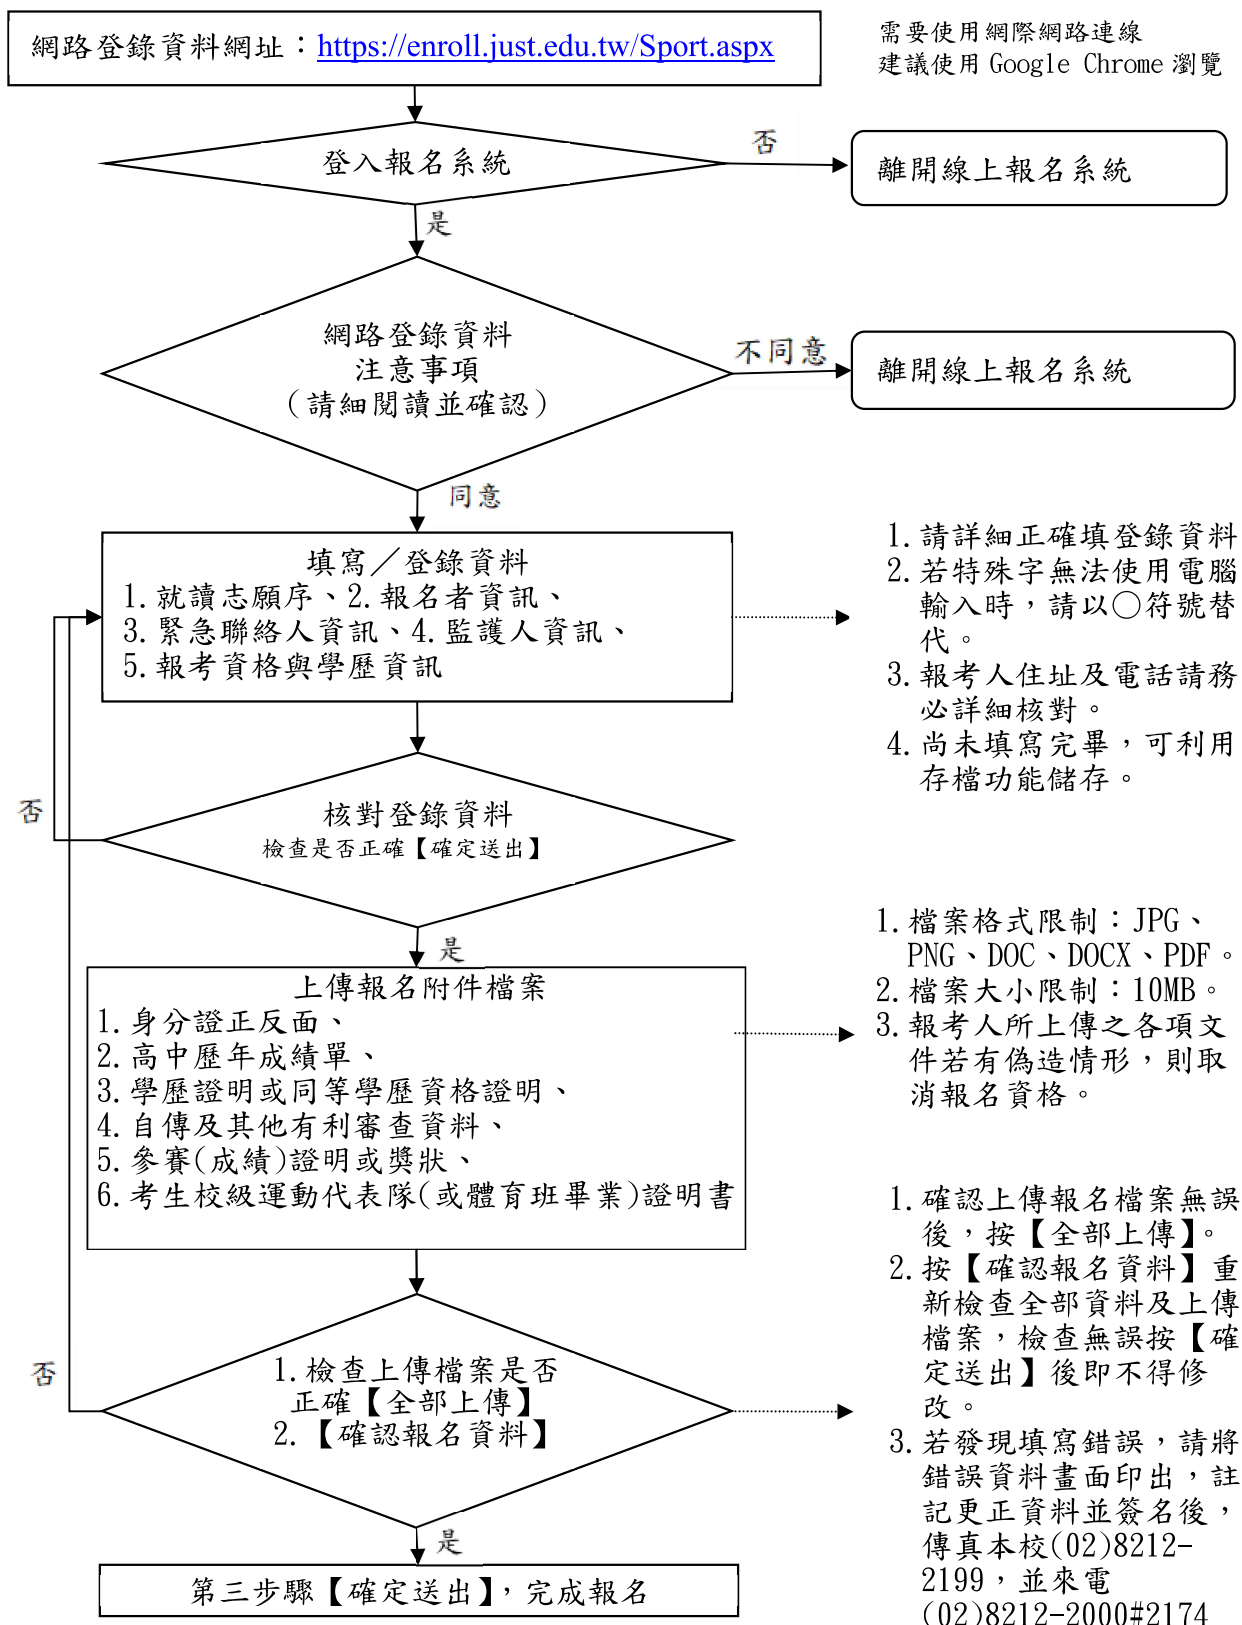 網路登錄資料網址：https://enroll.just.edu.tw/Sport.aspx
需要使用網際網路連線
建議使用 Google Chrome 瀏覽
登入報名系統
否
離開線上報名系統
是
網路登錄資料
注意事項
（請細閱讀並確認）
不同意
離開線上報名系統
同意
填寫／登錄資料
1.就讀志願序、2.報名者資訊、
3.緊急聯絡人資訊、4.監護人資訊、
5.報考資格與學歷資訊
1.請詳細正確填登錄資料
2.若特殊字無法使用電腦
輸入時，請以○符號替
代。
3.報考人住址及電話請務
必詳細核對。
4.尚未填寫完畢，可利用
存檔功能儲存。
否
核對登錄資料
檢查是否正確【確定送出】
是
上傳報名附件檔案
1.身分證正反面、
2.高中歷年成績單、
3.學歷證明或同等學歷資格證明、
4.自傳及其他有利審查資料、
5.參賽(成績)證明或獎狀、
6.考生校級運動代表隊(或體育班畢業)證明書
1.檔案格式限制：JPG、
PNG、DOC、DOCX、PDF。
2.檔案大小限制：10MB。
3.報考人所上傳之各項文
件若有偽造情形，則取
消報名資格。
否
1.檢查上傳檔案是否
正確【全部上傳】
2.【確認報名資料】
1.確認上傳報名檔案無誤
後，按【全部上傳】。
2.按【確認報名資料】重
新檢查全部資料及上傳
檔案，檢查無誤按【確
定送出】後即不得修
改。
3.若發現填寫錯誤，請將
錯誤資料畫面印出，註
記更正資料並簽名後，
傳真本校(02)8212-
2199，並來電
(02)8212-2000#2174
是
第三步驟【確定送出】，完成報名